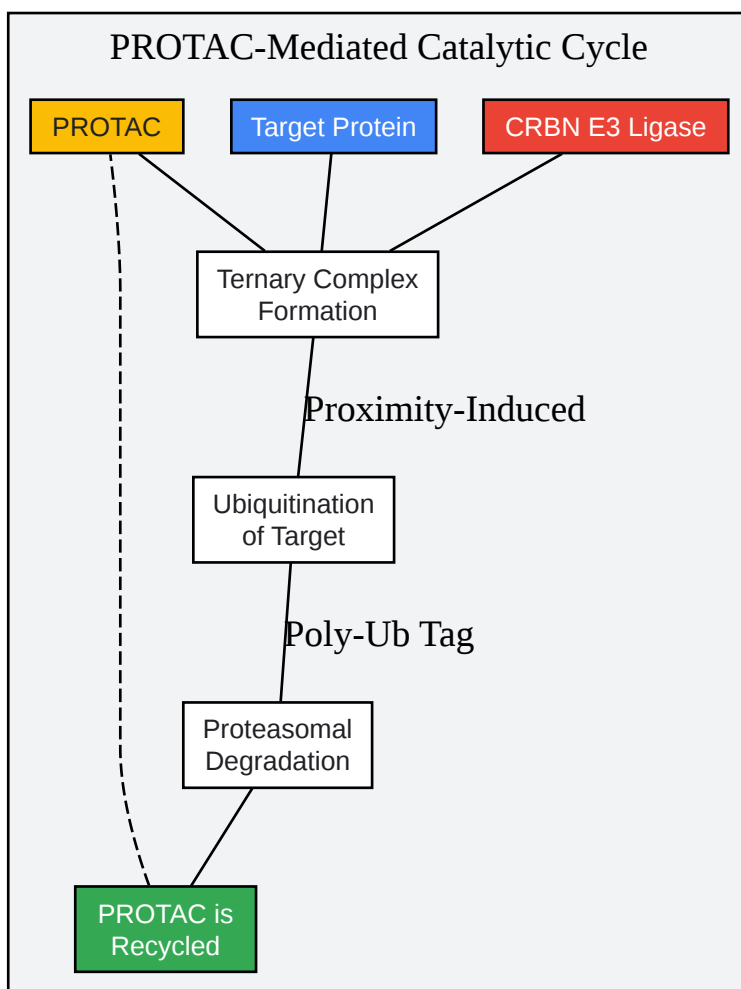 PROTAC-Mediated Catalytic Cycle
PROTAC
Target Protein
CRBN E3 Ligase
Ternary Complex
Formation
Proximity-Induced
Ubiquitination
of Target
Poly-Ub Tag
Proteasomal
Degradation
PROTAC is
Recycled